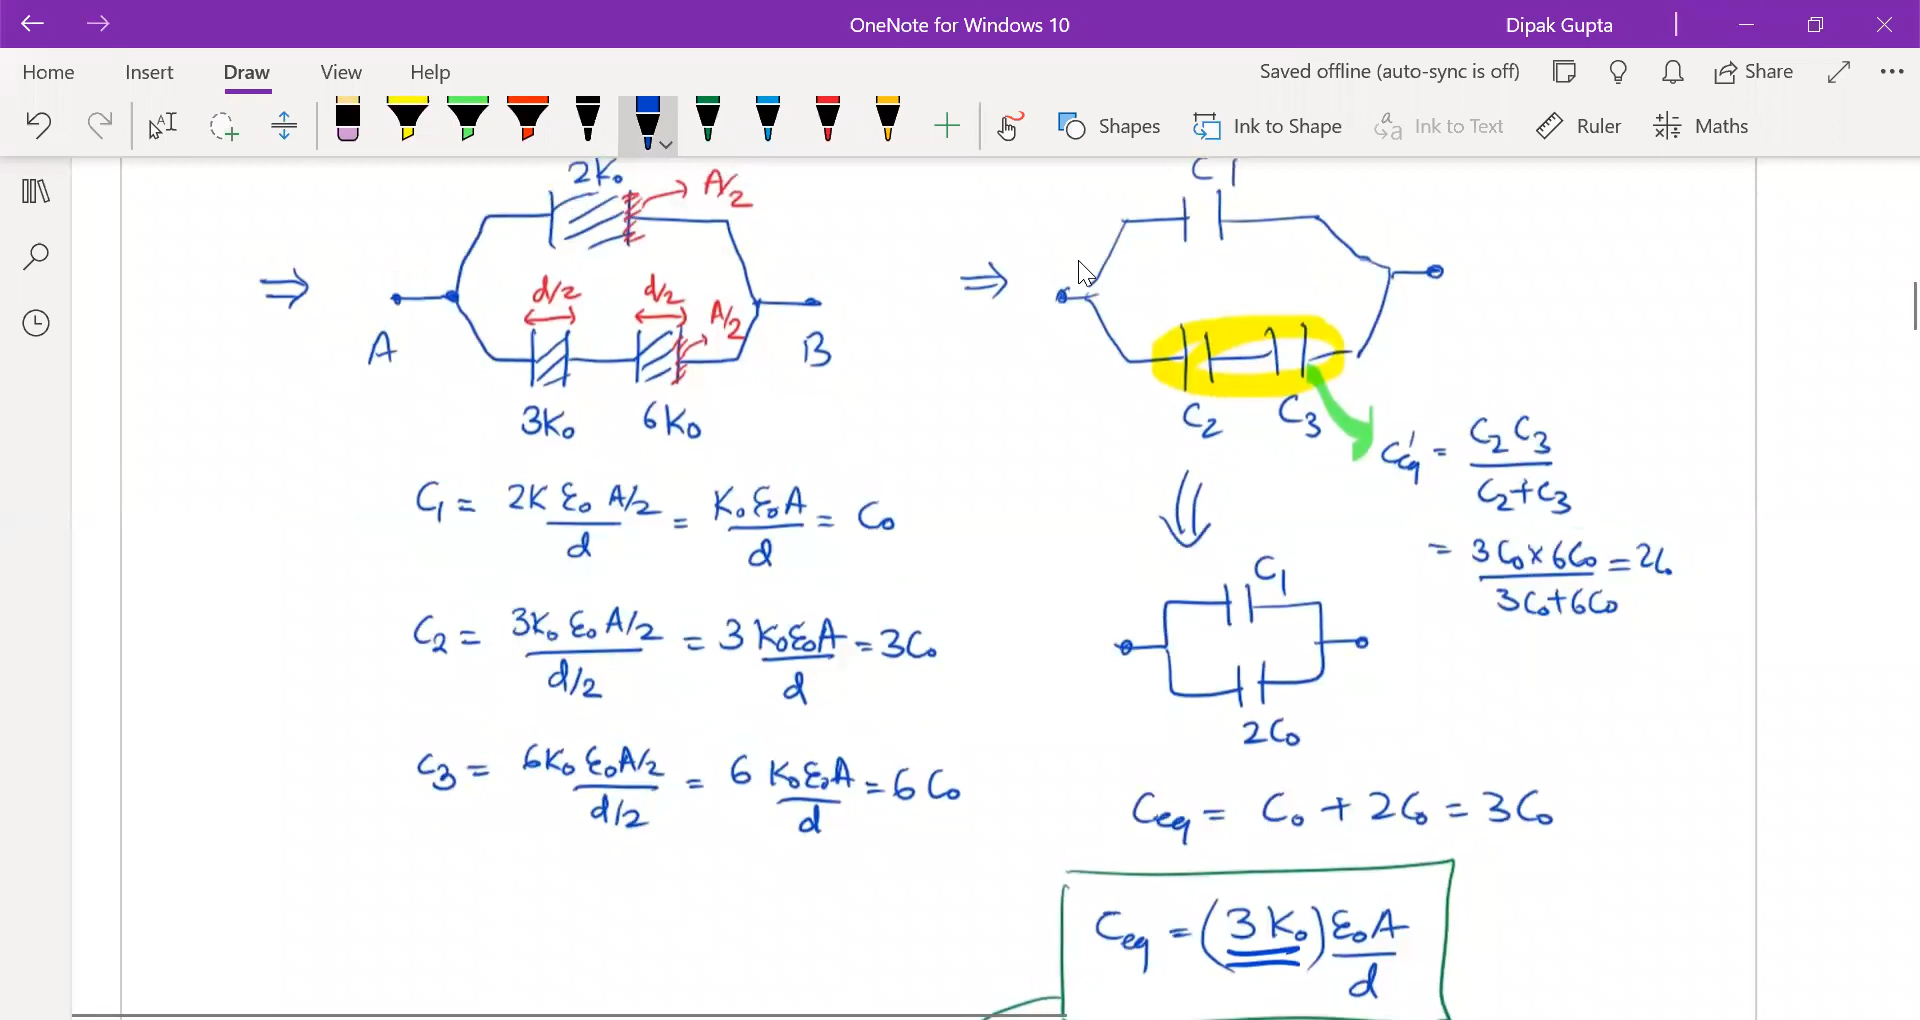 OneNote for Windows 10
Dipak Gupta
Home Insert Draw View Help
Saved offline (auto-sync is off)
Share
Shapes
Ink to Shape
Ink to Text
Ruler
Maths
2K₀
A/2
d/2
d/2
A/2
A
B
3K₀
6K₀
C₁
C₂
C₃
C₁ = 2K ε₀ A/2 / d = K₀ε₀A / d = C₀
C₂ = 3K₀ ε₀ A/2 / d/2 = 3 K₀ε₀A / d = 3C₀
C₃ = 6K₀ ε₀A/2 / d/2 = 6 K₀ε₀A / d = 6C₀
C'eq = C₂ C₃ / C₂+C₃
= 3C₀×6C₀ / 3C₀+6C₀ = 2C₀
C₁
2C₀
Ceq = C₀ + 2C₀ = 3C₀
Ceq = (3K₀) ε₀A / d